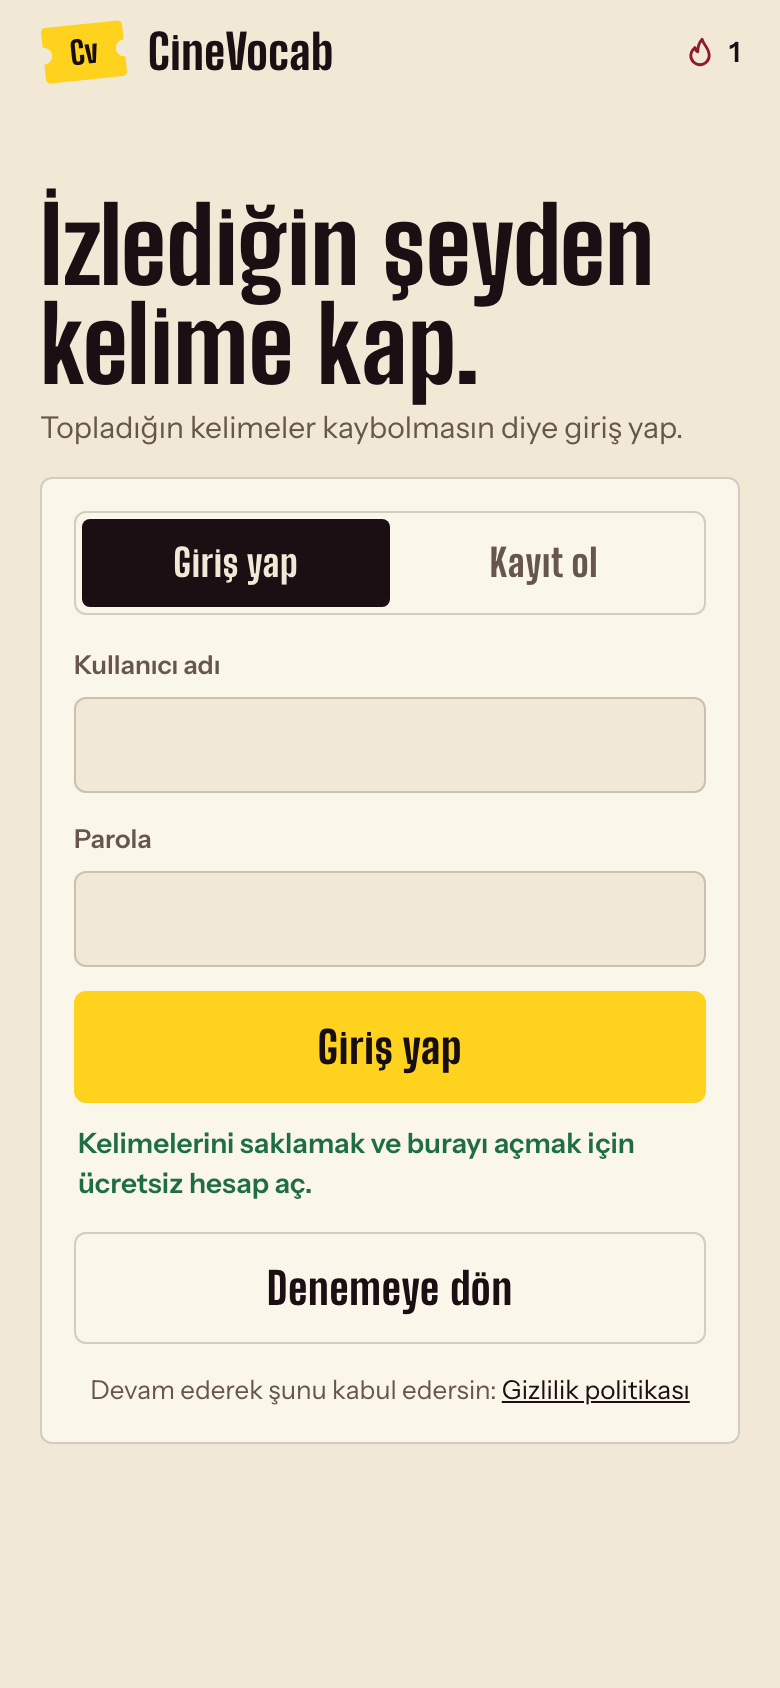 Cv CineVocab 1
İzlediğin şeyden
kelime kap.
Topladığın kelimeler kaybolmasın diye giriş yap.
Giriş yap Kayıt ol
Kullanıcı adı
Parola
Giriş yap
Kelimelerini saklamak ve burayı açmak için
ücretsiz hesap aç.
Denemeye dön
Devam ederek şunu kabul edersin: Gizlilik politikası